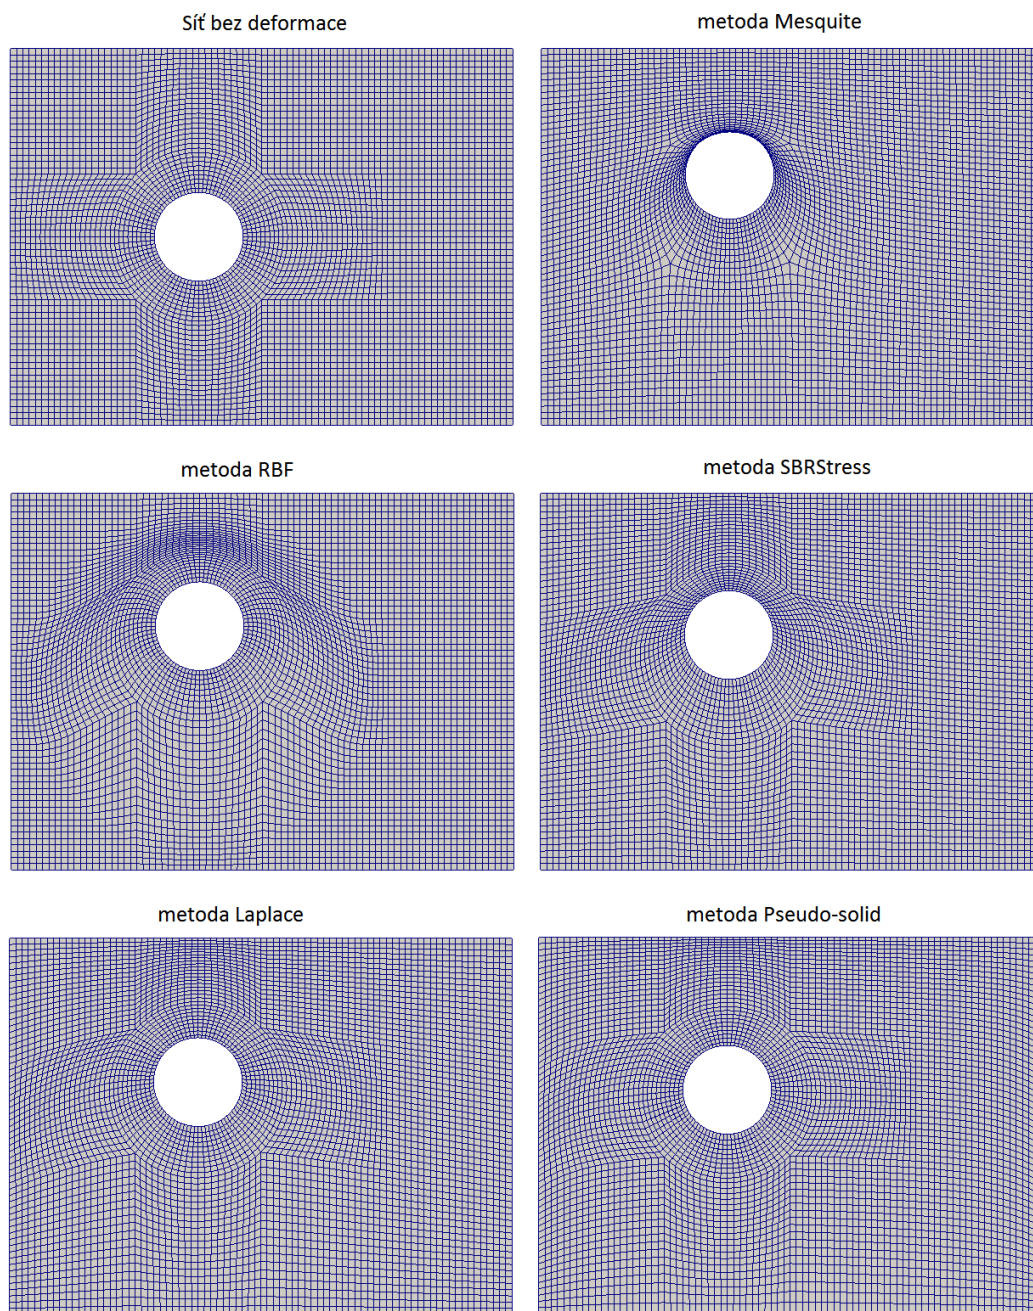 Síť bez deformace
metoda Mesquite
metoda RBF
metoda SBRStress
metoda Laplace
metoda Pseudo-solid